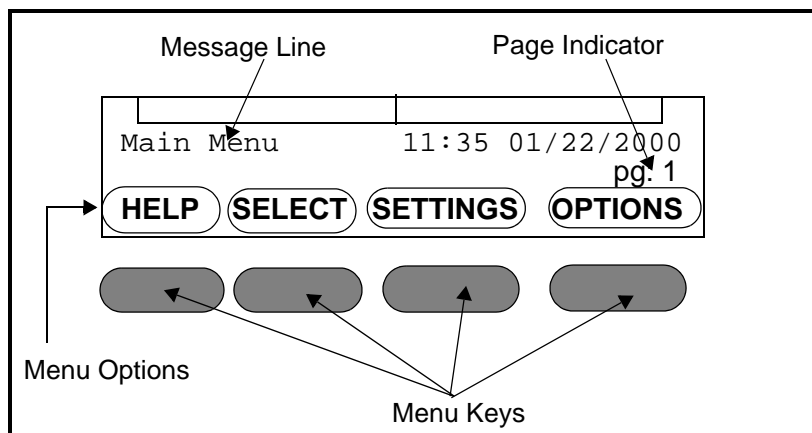 Message Line Page Indicator
Main Menu 11:35 01/22/2000
pg. 1
HELP SELECT SETTINGS OPTIONS
Menu Options
Menu Keys